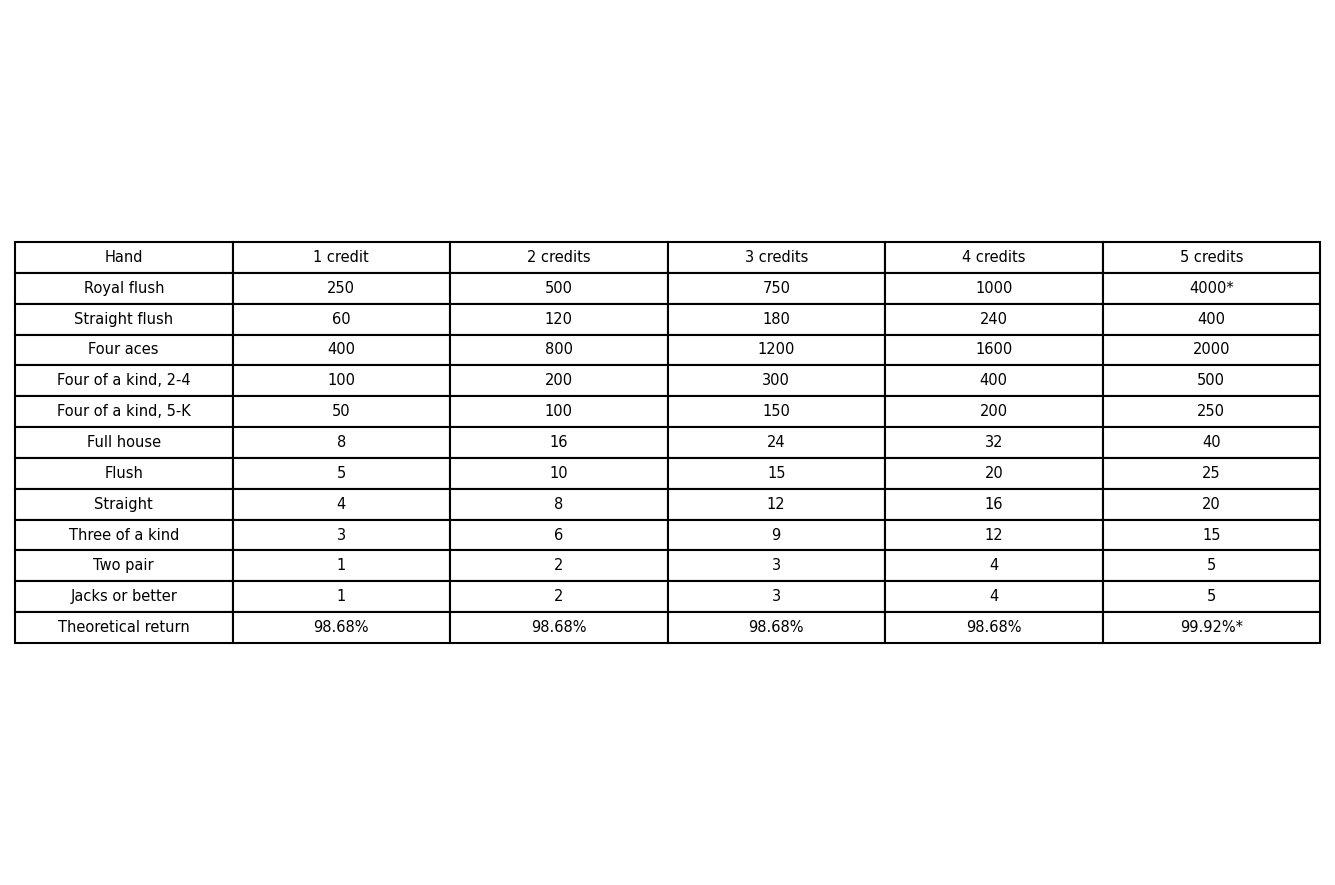 Hand 1 credit 2 credits 3 credits 4 credits 5 credits
Royal flush 250 500 750 1000 4000*
Straight flush 60 120 180 240 400
Four aces 400 800 1200 1600 2000
Four of a kind, 2-4 100 200 300 400 500
Four of a kind, 5-K 50 100 150 200 250
Full house 8 16 24 32 40
Flush 5 10 15 20 25
Straight 4 8 12 16 20
Three of a kind 3 6 9 12 15
Two pair 1 2 3 4 5
Jacks or better 1 2 3 4 5
Theoretical return 98.68% 98.68% 98.68% 98.68% 99.92%*